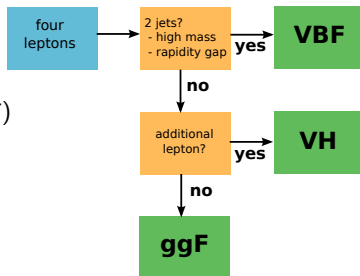 four
leptons
2 jets?
- high mass
- rapidity gap
yes
VBF
no
)
additional
lepton?
yes
VH
no
ggF